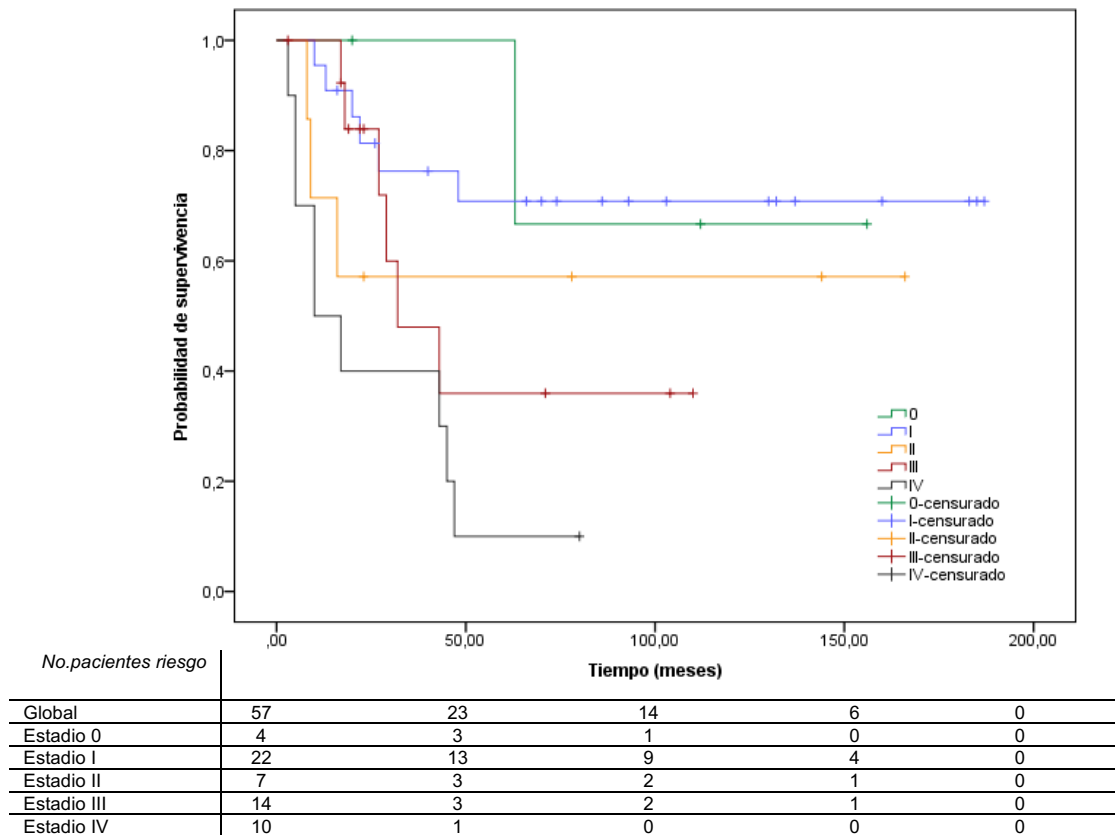 1,0
0,8
0,6
0,4
0,2
0,0
Probabilidad de supervivencia
0
I
II
III
IV
0-censurado
I-censurado
II-censurado
III-censurado
IV-censurado
,00 50,00 100,00 150,00 200,00
Tiempo (meses)
No.pacientes riesgo
Global 57 23 14 6 0
Estadio 0 4 3 1 0 0
Estadio I 22 13 9 4 0
Estadio II 7 3 2 1 0
Estadio III 14 3 2 1 0
Estadio IV 10 1 0 0 0